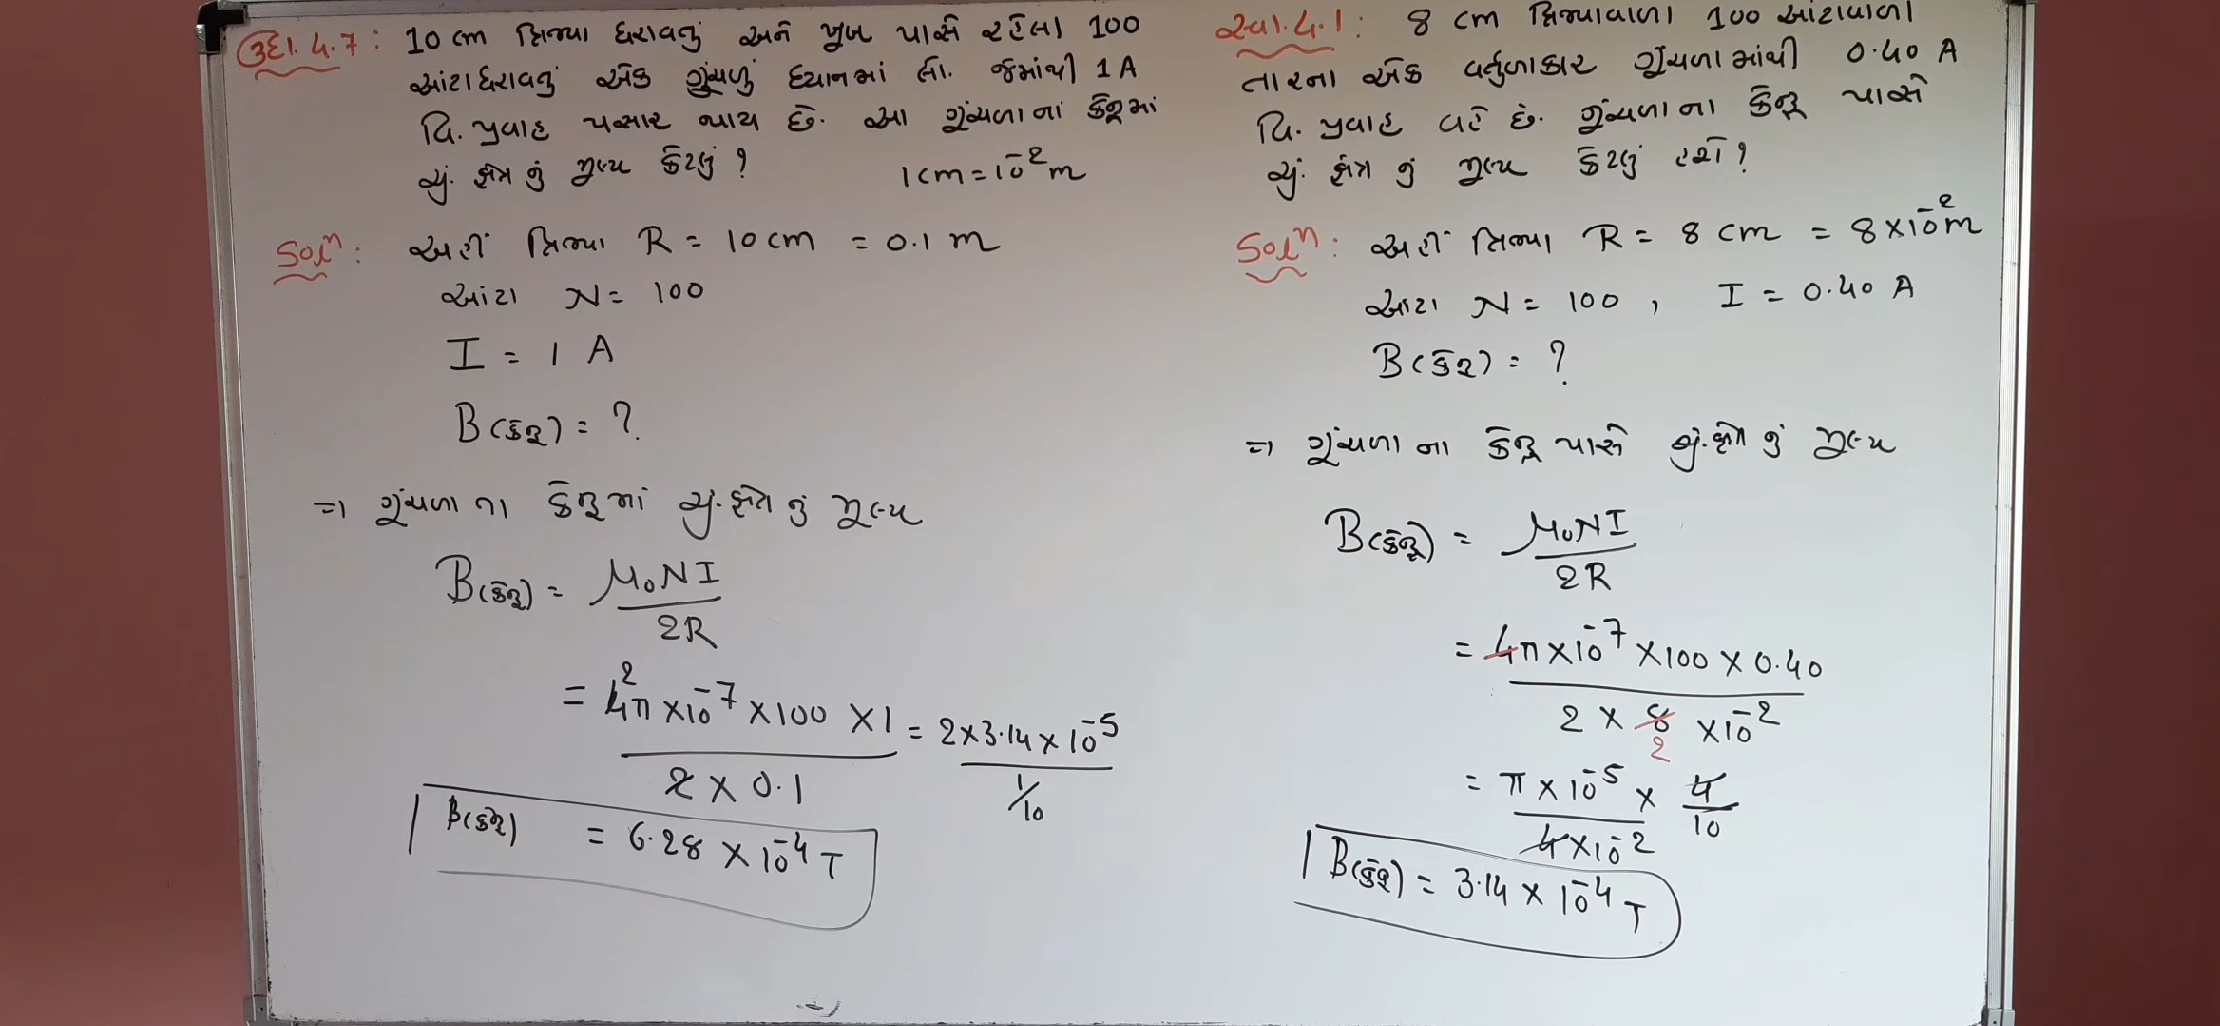 ઉદા. 4.7 : 10 cm ત્રિજ્યા ધરાવતું અને ખૂબ પાસે રહેલા 100
આંટા ધરાવતું એક ગૂંચળું ધ્યાનમાં લો. જેમાંથી 1 A
વિ. પ્રવાહ પસાર થાય છે. આ ગૂંચળાનાં કેન્દ્રમાં
ચું. ક્ષેત્ર નું મૂલ્ય કેટલું ?
1 cm = 10⁻² m
Solⁿ : અહીં ત્રિજ્યા R = 10 cm = 0.1 m
આંટા N = 100
I = 1 A
B(કેન્દ્ર) = ?
⇒ ગૂંચળા ના કેન્દ્રમાં ચું. ક્ષેત્ર નું મૂલ્ય
B(કેન્દ્ર) = μ₀NI / 2R
= 4π × 10⁻⁷ × 100 × 1 / 2 × 0.1 = 2 × 3.14 × 10⁻⁵ / 1/10
B(કેન્દ્ર) = 6.28 × 10⁻⁴ T
સ્વા. 4.1 : 8 cm ત્રિજ્યાવાળા 100 આંટાવાળા
તારના એક વર્તુળાકાર ગૂંચળામાંથી 0.40 A
વિ. પ્રવાહ વહે છે. ગૂંચળાના કેન્દ્ર પાસે
ચું. ક્ષેત્ર નું મૂલ્ય કેટલું હશે ?
Solⁿ : અહીં ત્રિજ્યા R = 8 cm = 8 × 10⁻² m
આંટા N = 100 , I = 0.40 A
B(કેન્દ્ર) = ?
⇒ ગૂંચળા ના કેન્દ્ર પાસે ચું. ક્ષેત્ર નું મૂલ્ય
B(કેન્દ્ર) = μ₀NI / 2R
= 4π × 10⁻⁷ × 100 × 0.40 / 2 × 8 × 10⁻²
= π × 10⁻⁵ / 4 × 10⁻² × 4 / 10
B(કેન્દ્ર) = 3.14 × 10⁻⁴ T